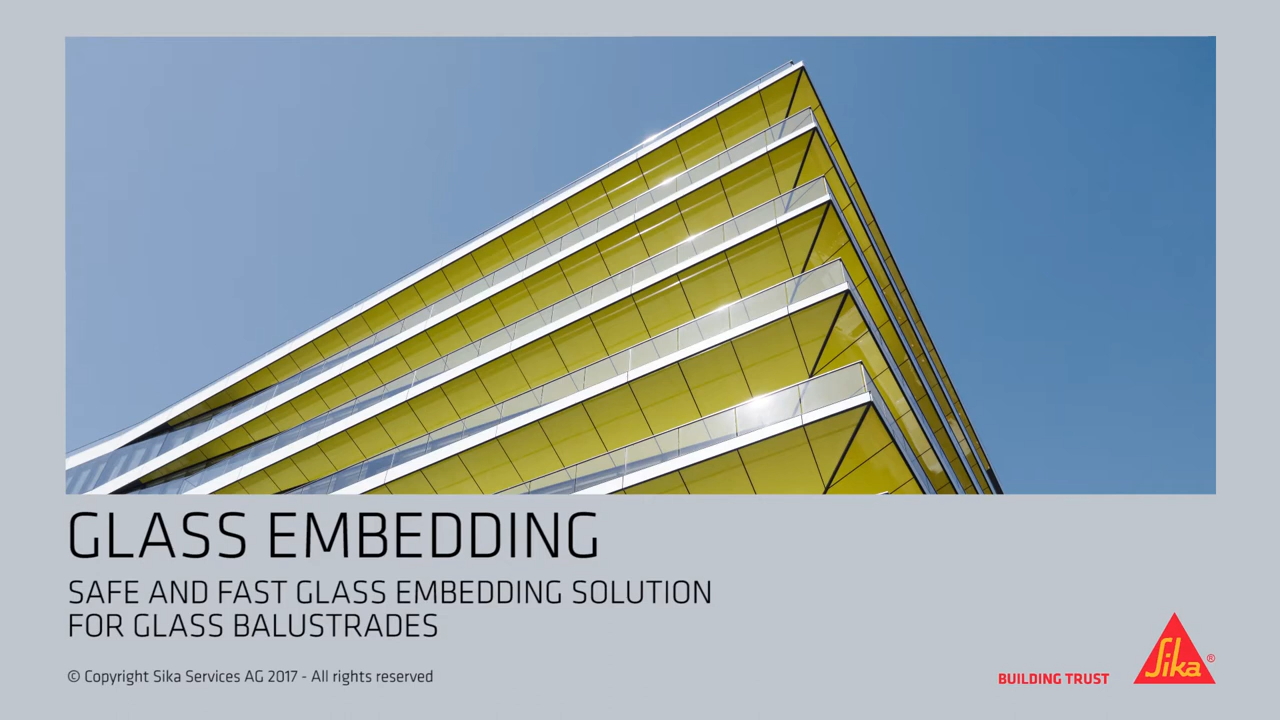 GLASS EMBEDDING
SAFE AND FAST GLASS EMBEDDING SOLUTION
FOR GLASS BALUSTRADES
© Copyright Sika Services AG 2017 - All rights reserved
BUILDING TRUST
Sika®